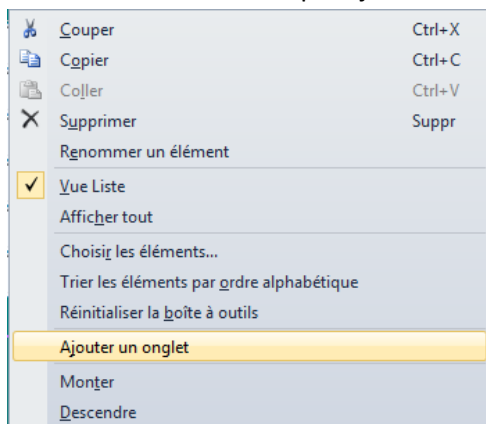 Couper Ctrl+X
Copier Ctrl+C
Coller Ctrl+V
Supprimer Suppr
Renommer un élément
Vue Liste
Afficher tout
Choisir les éléments...
Trier les éléments par ordre alphabétique
Réinitialiser la boîte à outils
Ajouter un onglet
Monter
Descendre